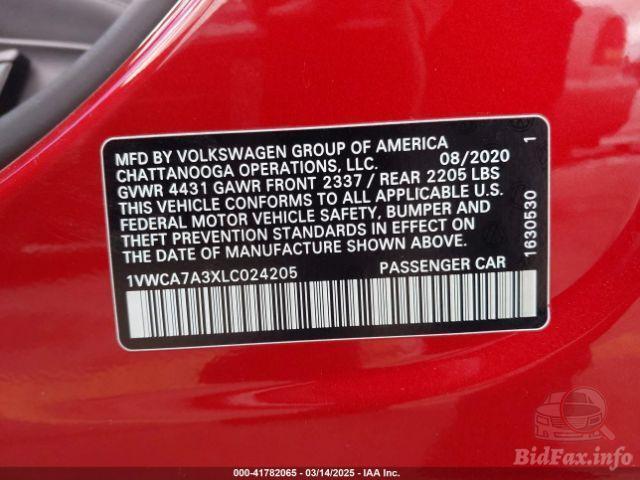 MFD BY VOLKSWAGEN GROUP OF AMERICA
CHATTANOOGA OPERATIONS, LLC. 08/2020
GVWR 4431 GAWR FRONT 2337 / REAR 2205 LBS
THIS VEHICLE CONFORMS TO ALL APPLICABLE U.S.
FEDERAL MOTOR VEHICLE SAFETY, BUMPER AND
THEFT PREVENTION STANDARDS IN EFFECT ON
THE DATE OF MANUFACTURE SHOWN ABOVE.
1VWCA7A3XLC024205 PASSENGER CAR
1630530 1
BidFax.info
000-41782065 - 03/14/2025 - IAA Inc.